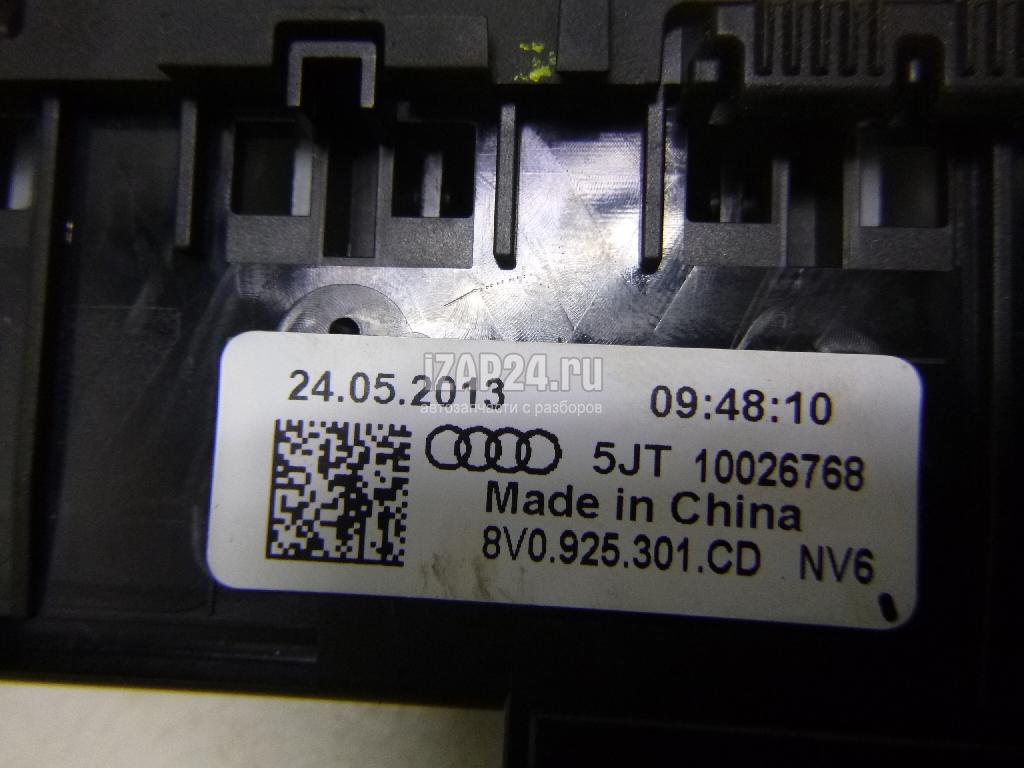 24.05.2013 09:48:10
iZAP24.ru
автозапчасти с разборов
5JT 10026768
Made in China
8V0.925.301.CD NV6